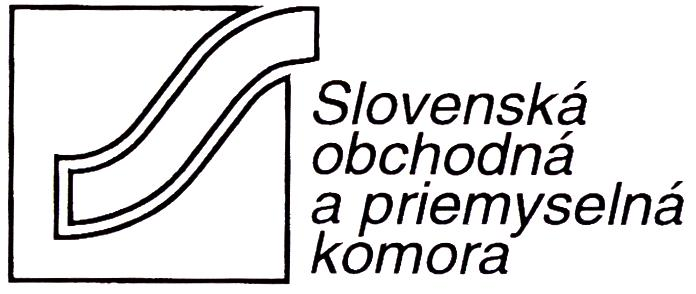 Slovenská
obchodná
a priemyselná
komora